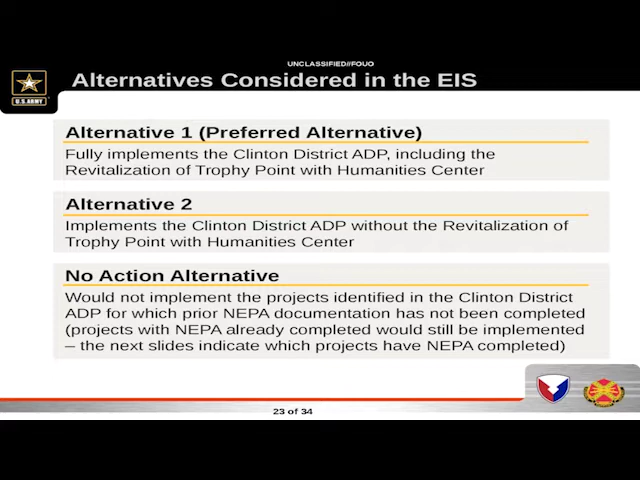 UNCLASSIFIED//FOUO
Alternatives Considered in the EIS
U.S. ARMY
Alternative 1 (Preferred Alternative)
Fully implements the Clinton District ADP, including the
Revitalization of Trophy Point with Humanities Center
Alternative 2
Implements the Clinton District ADP without the Revitalization of
Trophy Point with Humanities Center
No Action Alternative
Would not implement the projects identified in the Clinton District
ADP for which prior NEPA documentation has not been completed
(projects with NEPA already completed would still be implemented
– the next slides indicate which projects have NEPA completed)
23 of 34